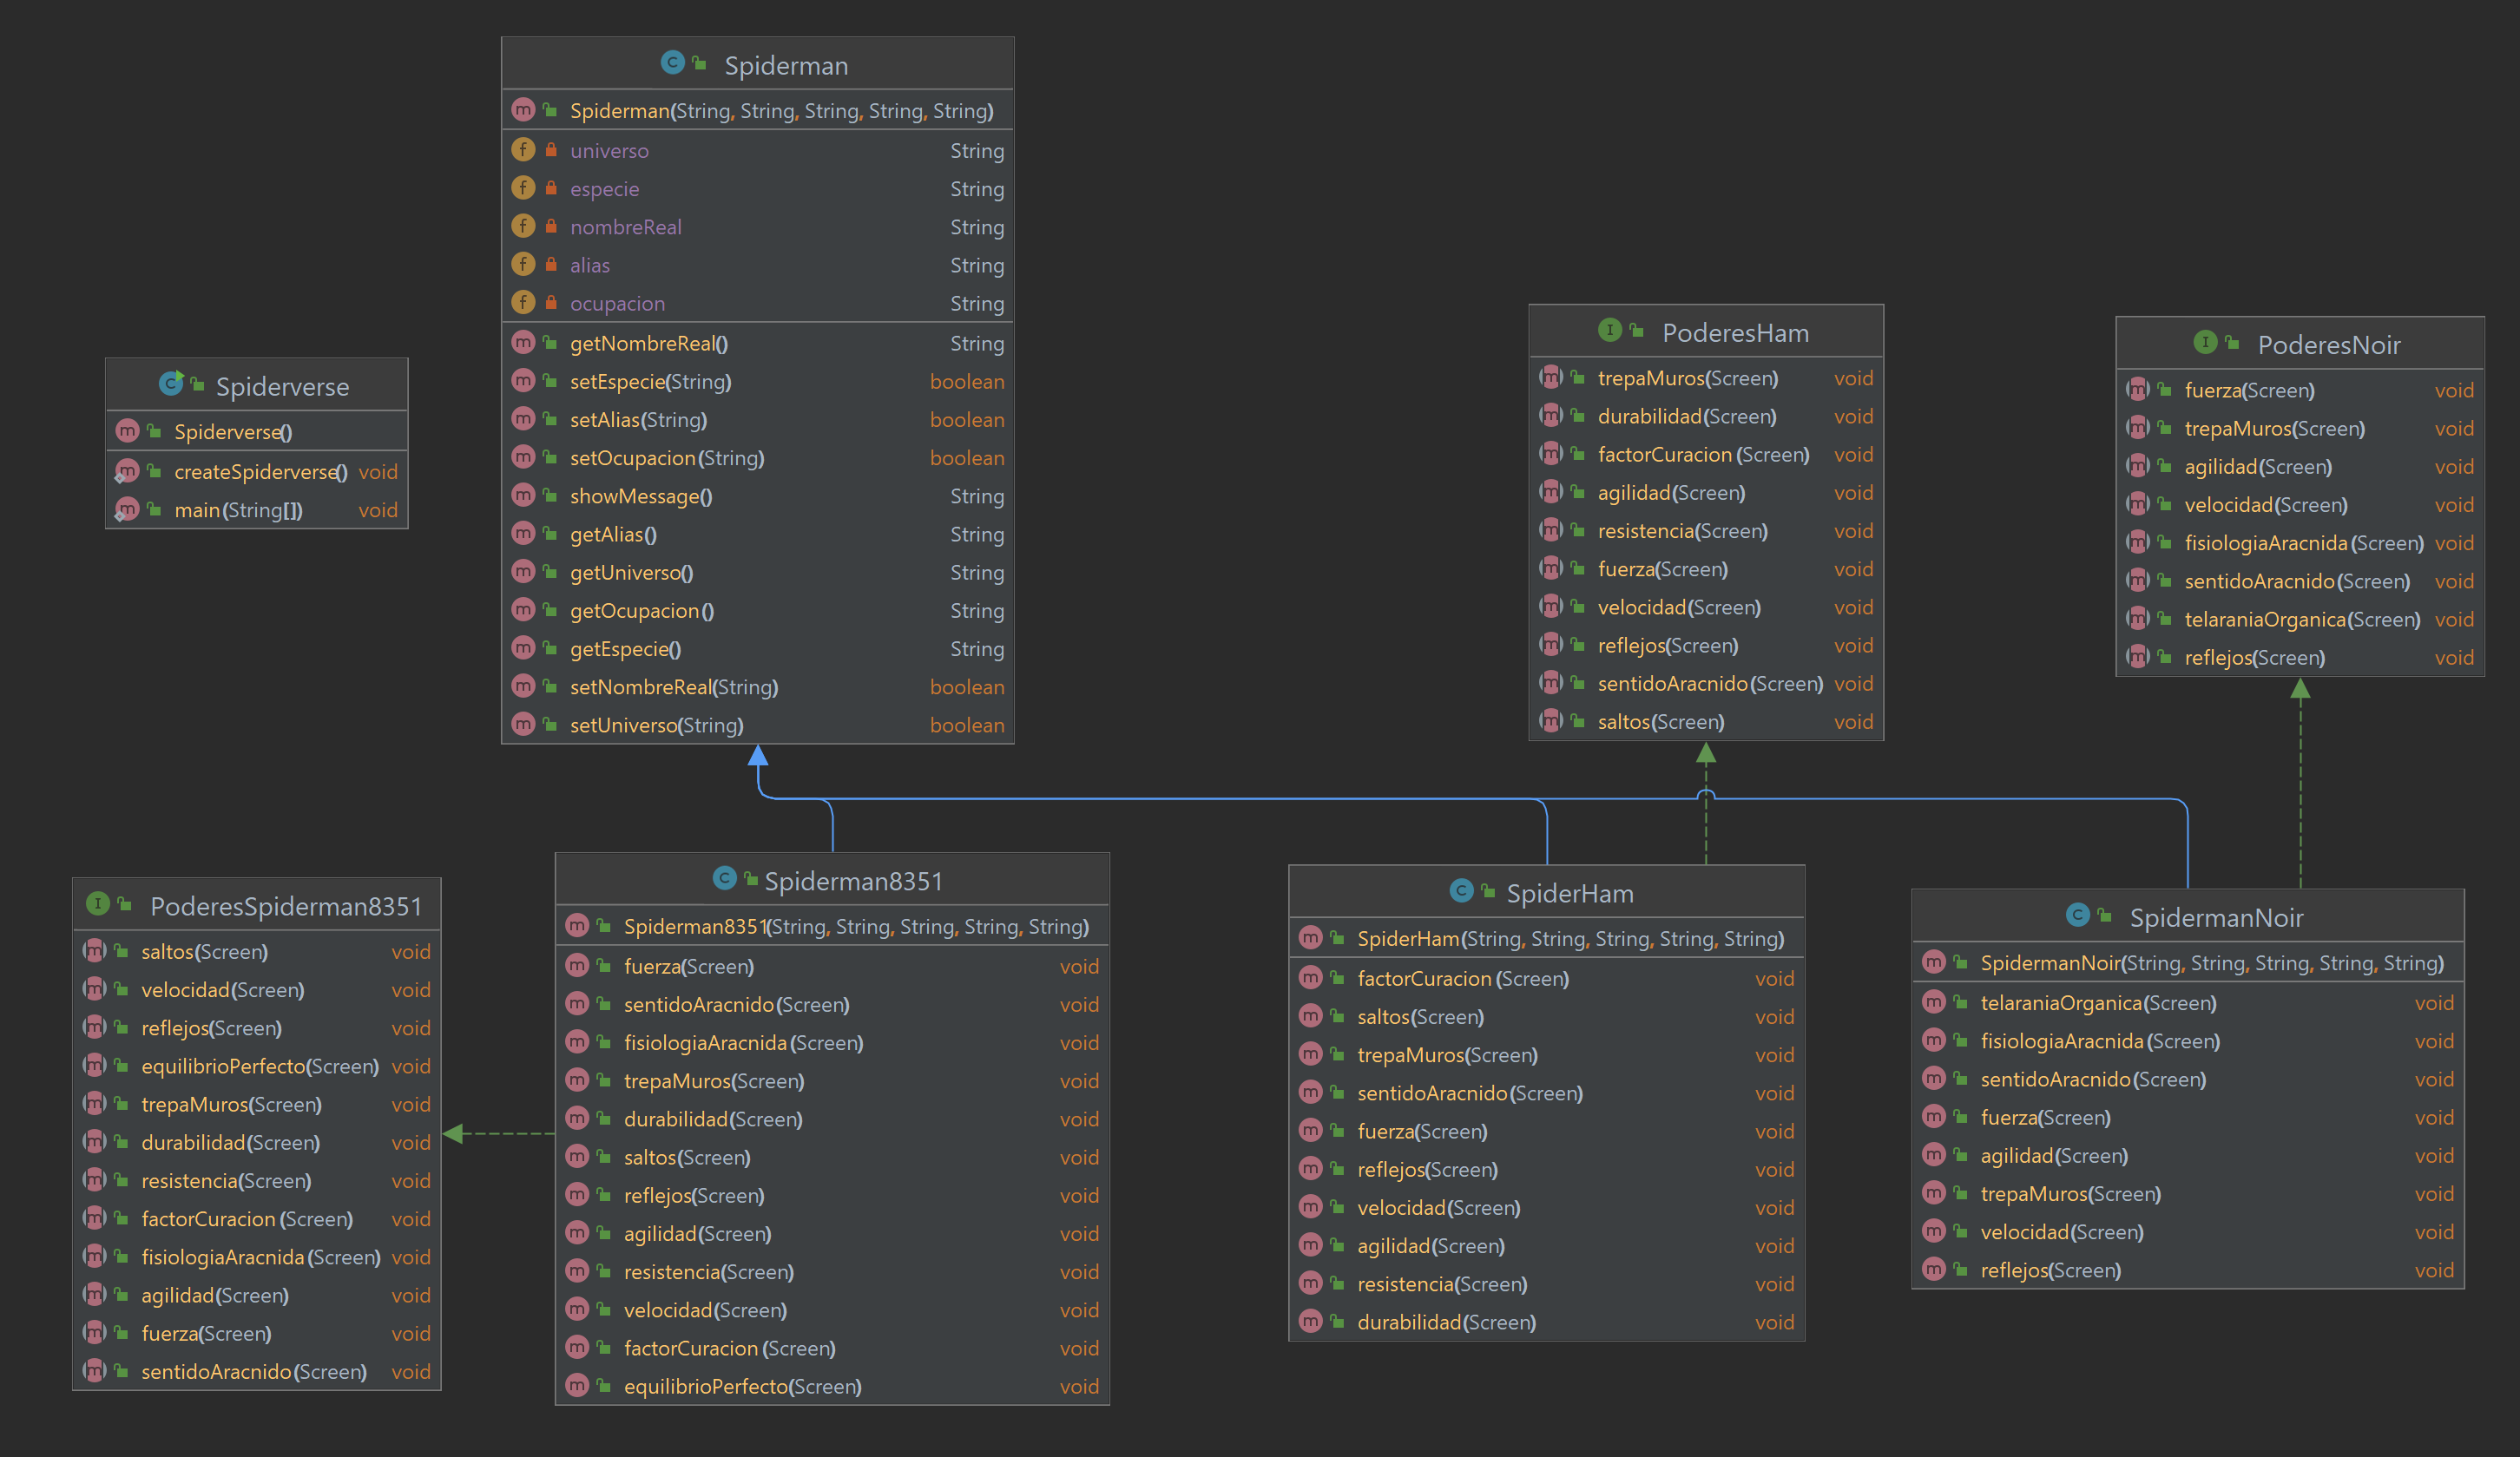 Spiderman
Spiderman(String, String, String, String, String)
universo String
especie String
nombreReal String
alias String
ocupacion String
getNombreReal() String
setEspecie(String) boolean
setAlias(String) boolean
setOcupacion(String) boolean
showMessage() String
getAlias() String
getUniverso() String
getOcupacion() String
getEspecie() String
setNombreReal(String) boolean
setUniverso(String) boolean
Spiderverse
Spiderverse()
createSpiderverse() void
main(String[]) void
PoderesHam
trepaMuros(Screen) void
durabilidad(Screen) void
factorCuracion(Screen) void
agilidad(Screen) void
resistencia(Screen) void
fuerza(Screen) void
velocidad(Screen) void
reflejos(Screen) void
sentidoAracnido(Screen) void
saltos(Screen) void
PoderesNoir
fuerza(Screen) void
trepaMuros(Screen) void
agilidad(Screen) void
velocidad(Screen) void
fisiologiaAracnida(Screen) void
sentidoAracnido(Screen) void
telaraniaOrganica(Screen) void
reflejos(Screen) void
PoderesSpiderman8351
saltos(Screen) void
velocidad(Screen) void
reflejos(Screen) void
equilibrioPerfecto(Screen) void
trepaMuros(Screen) void
durabilidad(Screen) void
resistencia(Screen) void
factorCuracion(Screen) void
fisiologiaAracnida(Screen) void
agilidad(Screen) void
fuerza(Screen) void
sentidoAracnido(Screen) void
Spiderman8351
Spiderman8351(String, String, String, String, String)
fuerza(Screen) void
sentidoAracnido(Screen) void
fisiologiaAracnida(Screen) void
trepaMuros(Screen) void
durabilidad(Screen) void
saltos(Screen) void
reflejos(Screen) void
agilidad(Screen) void
resistencia(Screen) void
velocidad(Screen) void
factorCuracion(Screen) void
equilibrioPerfecto(Screen) void
SpiderHam
SpiderHam(String, String, String, String, String)
factorCuracion(Screen) void
saltos(Screen) void
trepaMuros(Screen) void
sentidoAracnido(Screen) void
fuerza(Screen) void
reflejos(Screen) void
velocidad(Screen) void
agilidad(Screen) void
resistencia(Screen) void
durabilidad(Screen) void
SpidermanNoir
SpidermanNoir(String, String, String, String, String)
telaraniaOrganica(Screen) void
fisiologiaAracnida(Screen) void
sentidoAracnido(Screen) void
fuerza(Screen) void
agilidad(Screen) void
trepaMuros(Screen) void
velocidad(Screen) void
reflejos(Screen) void